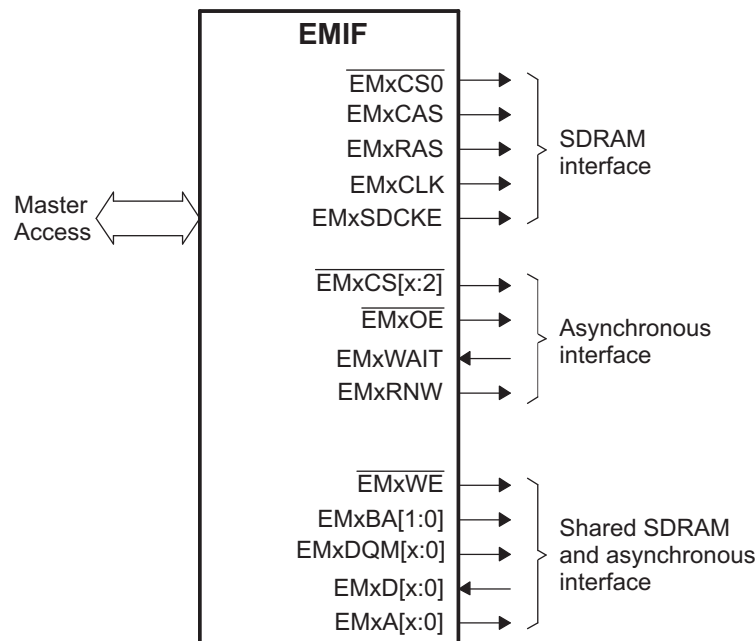 EMIF
EMxCS0
EMxCAS
EMxRAS
EMxCLK
EMxSDCKE
SDRAM
interface
Master
Access
EMxCS[x:2]
EMxOE
EMxWAIT
EMxRNW
Asynchronous
interface
EMxWE
EMxBA[1:0]
EMxDQM[x:0]
EMxD[x:0]
EMxA[x:0]
Shared SDRAM
and asynchronous
interface